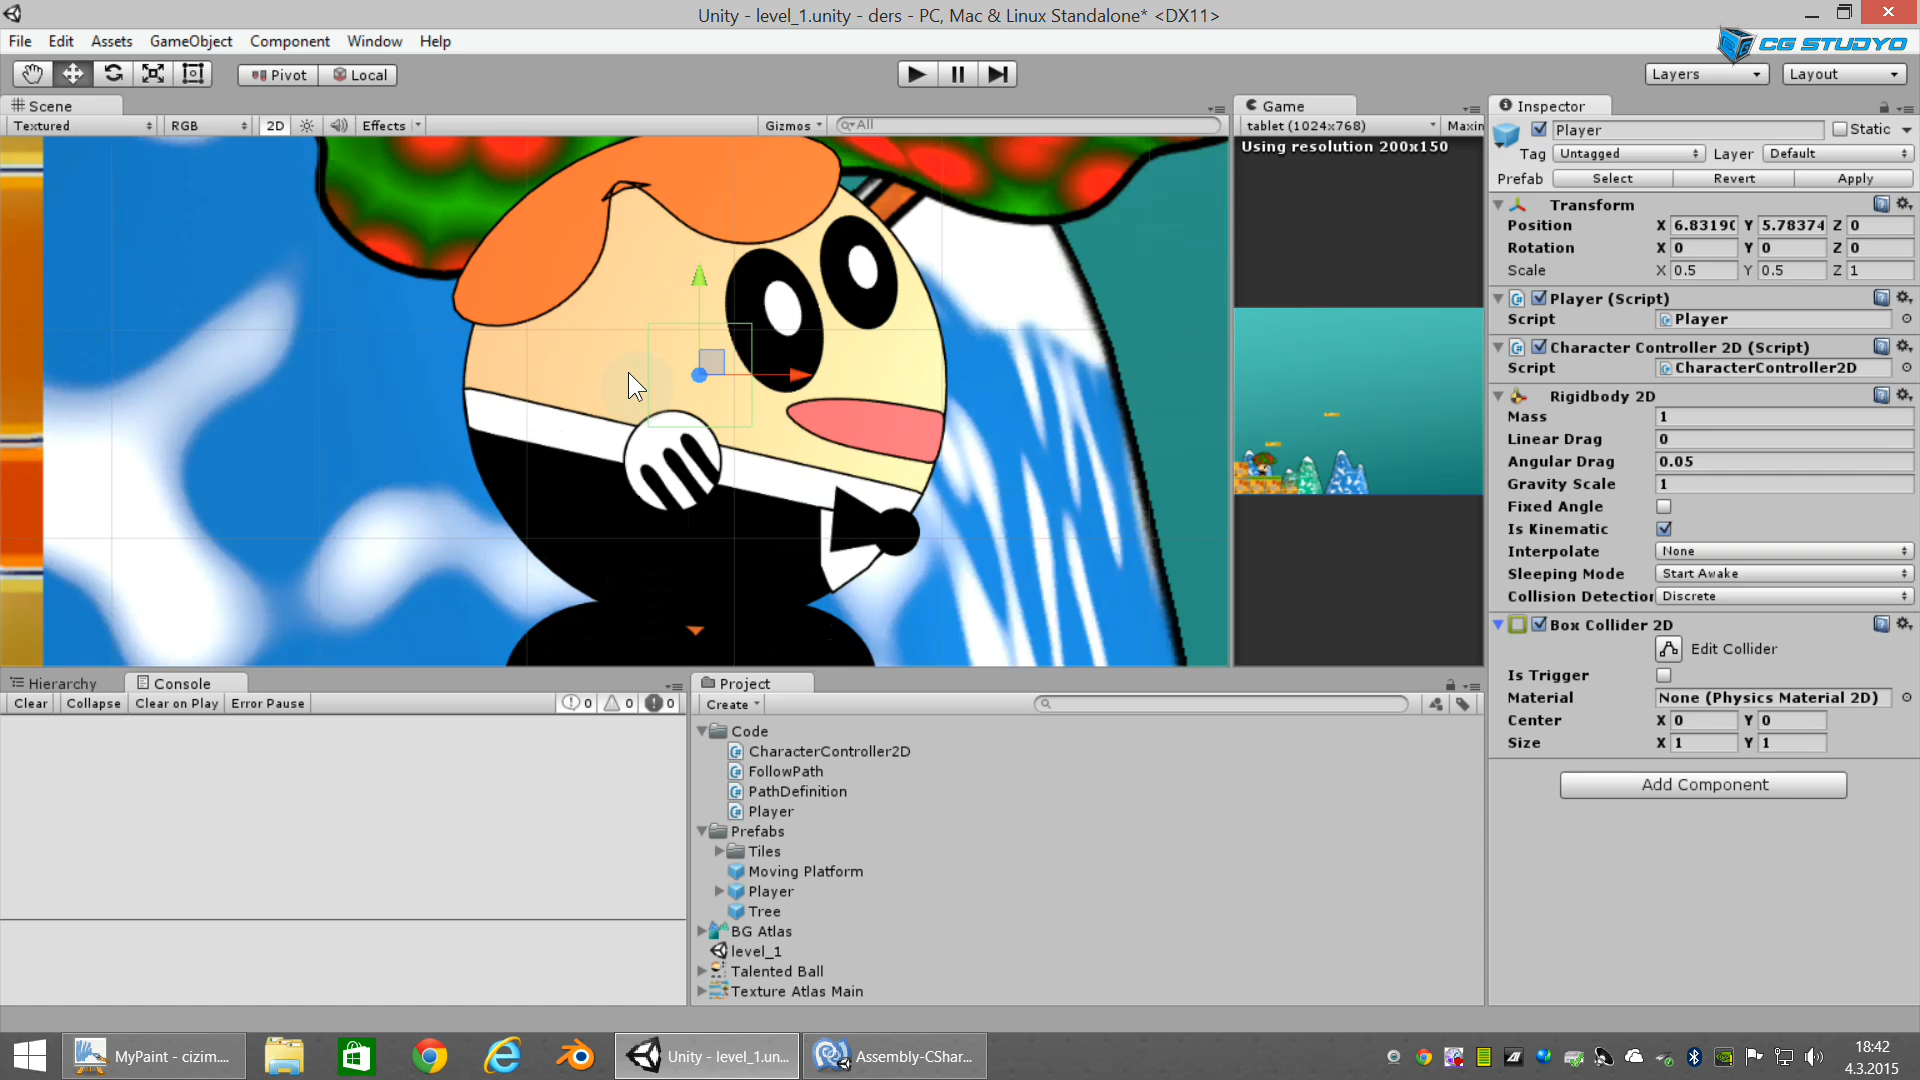 Unity - level_1.unity - ders - PC, Mac & Linux Standalone* <DX11>
File Edit Assets GameObject Component Window Help
CG STUDYO
Pivot Local Layers Layout
Scene Game Inspector
Textured RGB 2D Effects Gizmos All tablet (1024x768) Maxin
Using resolution 200x150
Player Static
Tag Untagged Layer Default
Prefab Select Revert Apply
Transform
Position X 6.8319 Y 5.78374 Z 0
Rotation X 0 Y 0 Z 0
Scale X 0.5 Y 0.5 Z 1
Player (Script)
Script Player
Character Controller 2D (Script)
Script CharacterController2D
Rigidbody 2D
Mass 1
Linear Drag 0
Angular Drag 0.05
Gravity Scale 1
Fixed Angle
Is Kinematic
Interpolate None
Sleeping Mode Start Awake
Collision Detection Discrete
Box Collider 2D
Edit Collider
Is Trigger
Material None (Physics Material 2D)
Center X 0 Y 0
Size X 1 Y 1
Add Component
Hierarchy Console
Clear Collapse Clear on Play Error Pause 0 0 0
Project
Create
Code
CharacterController2D
FollowPath
PathDefinition
Player
Prefabs
Tiles
Moving Platform
Player
Tree
BG Atlas
level_1
Talented Ball
Texture Atlas Main
MyPaint - cizim.... Unity - level_1.un... Assembly-CShar...
18:42
4.3.2015